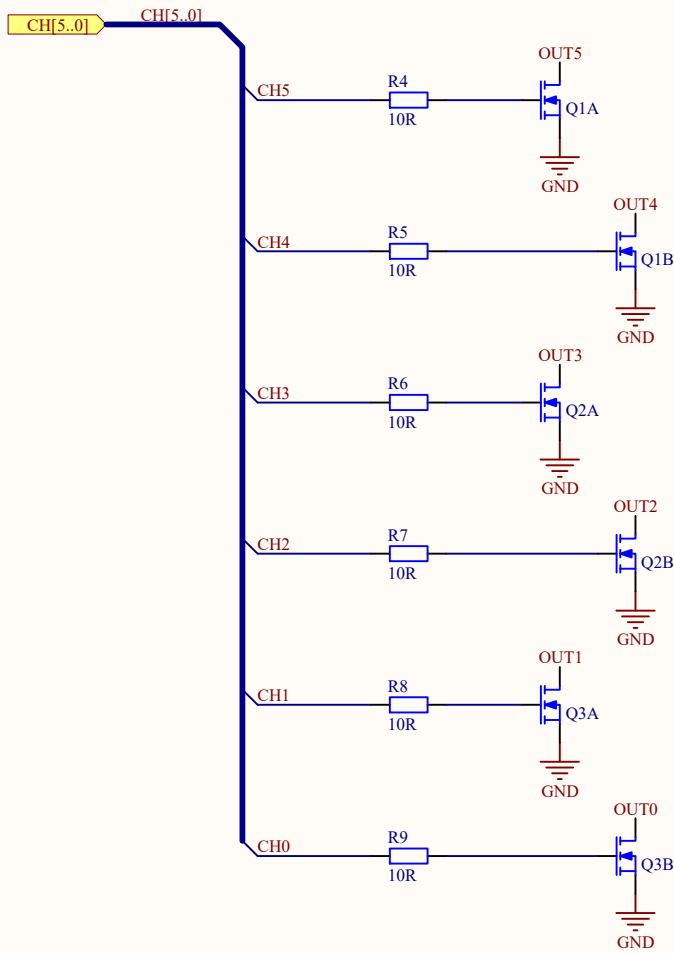 CH[5..0]
CH[5..0]
OUT5
CH5
R4
10R
Q1A
GND
OUT4
CH4
R5
10R
Q1B
GND
OUT3
CH3
R6
10R
Q2A
GND
OUT2
CH2
R7
10R
Q2B
GND
OUT1
CH1
R8
10R
Q3A
GND
OUT0
CH0
R9
10R
Q3B
GND